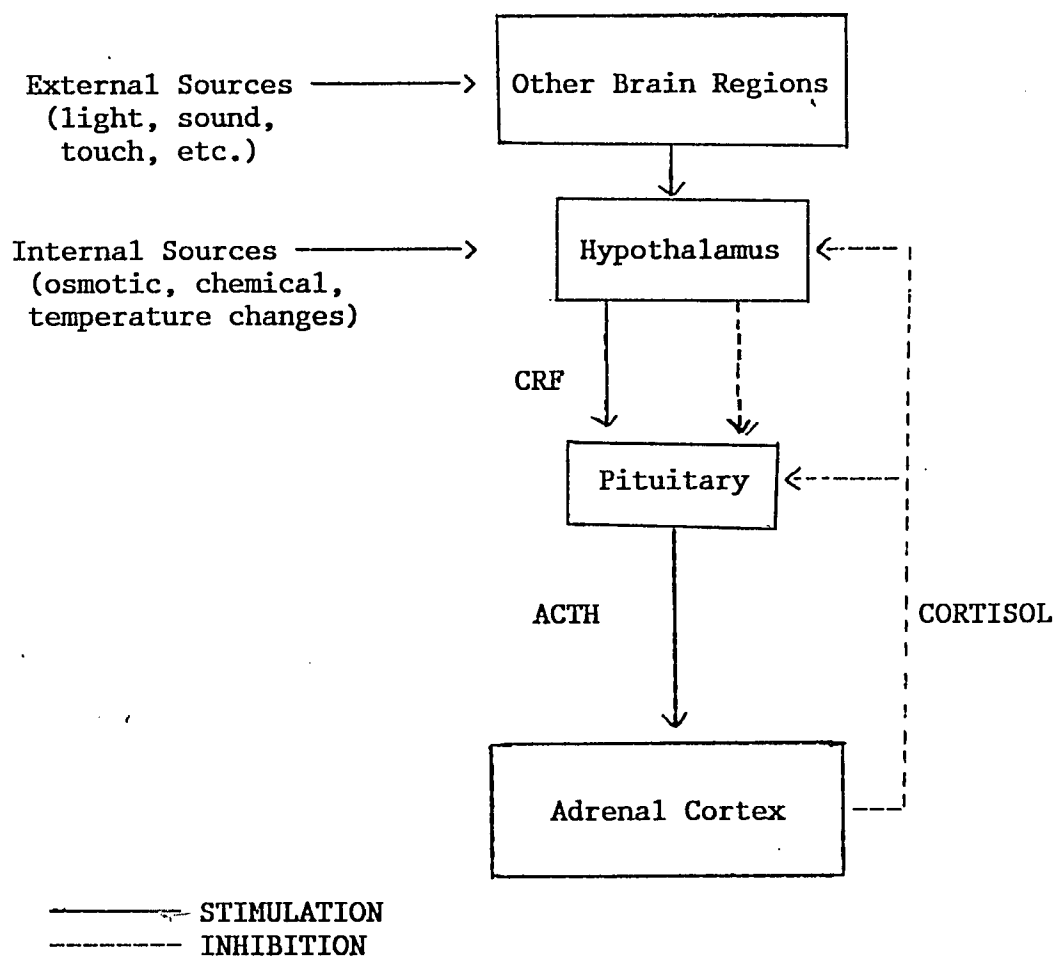 Other Brain Regions
External Sources
(light, sound,
touch, etc.)
Hypothalamus
Internal Sources
(osmotic, chemical,
temperature changes)
CRF
Pituitary
ACTH
CORTISOL
Adrenal Cortex
STIMULATION
INHIBITION